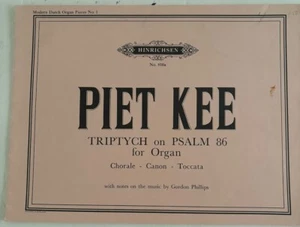 Modern Dutch Organ Pieces No. 1
HINRICHSEN
PIET KEE
TRIPTYCH on PSALM 86
for Organ
Chorale - Canon - Toccata
with notes on the music by Gordon Phillips